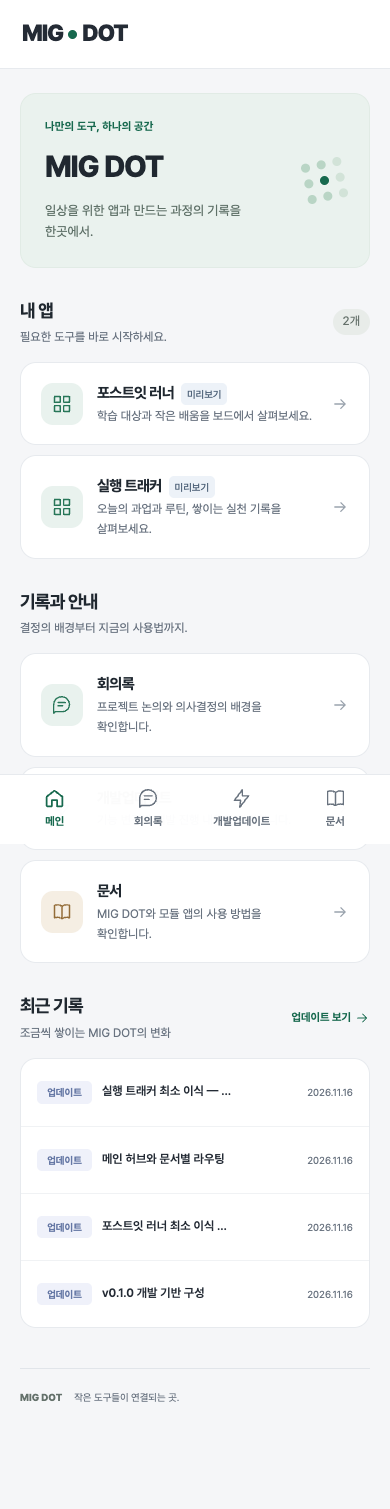 MIG DOT
나만의 도구, 하나의 공간
MIG DOT
일상을 위한 앱과 만드는 과정의 기록을
한곳에서.
내 앱
2개
필요한 도구를 바로 시작하세요.
포스트잇 러너 미리보기
학습 대상과 작은 배움을 보드에서 살펴보세요.
실행 트래커 미리보기
오늘의 과업과 루틴, 쌓이는 실천 기록을
살펴보세요.
기록과 안내
결정의 배경부터 지금의 사용법까지.
회의록
프로젝트 논의와 의사결정의 배경을
확인합니다.
메인 회의록 개발업데이트 문서
문서
MIG DOT와 모듈 앱의 사용 방법을
확인합니다.
최근 기록
업데이트 보기
조금씩 쌓이는 MIG DOT의 변화
업데이트 실행 트래커 최소 이식 — ... 2026.11.16
업데이트 메인 허브와 문서별 라우팅 2026.11.16
업데이트 포스트잇 러너 최소 이식 ... 2026.11.16
업데이트 v0.1.0 개발 기반 구성 2026.11.16
MIG DOT 작은 도구들이 연결되는 곳.